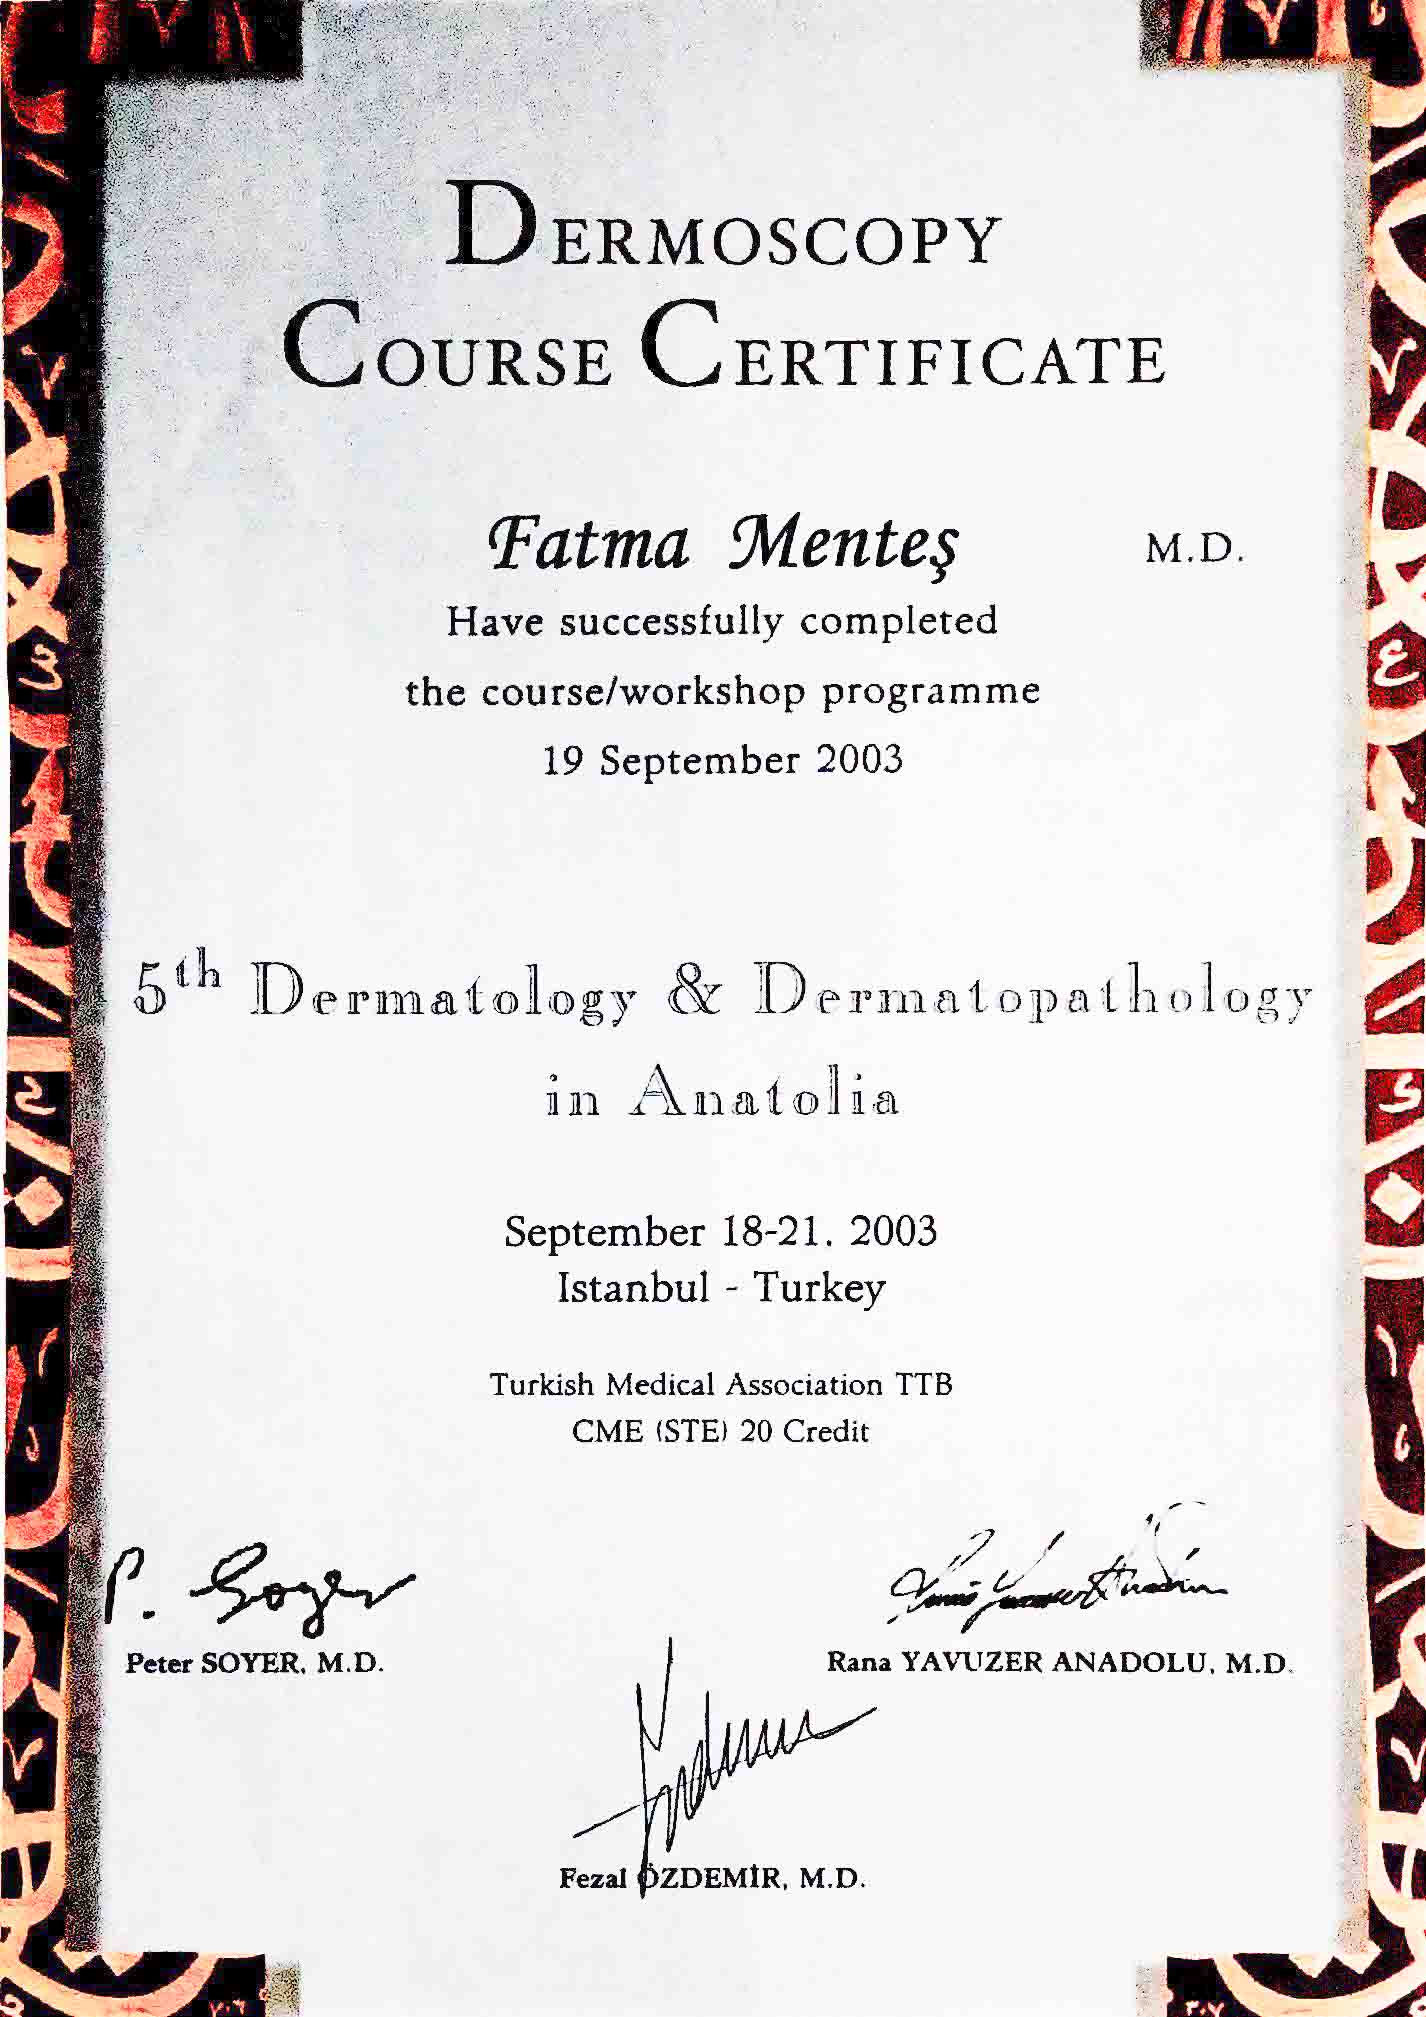 DERMOSCOPY
COURSE CERTIFICATE
Fatma Menteş M.D.
Have successfully completed
the course/workshop programme
19 September 2003
5th Dermatology & Dermatopathology
in Anatolia
September 18-21. 2003
Istanbul - Turkey
Turkish Medical Association TTB
CME (STE) 20 Credit
P. Soyer
Peter SOYER, M.D.
Rana YAVUZER ANADOLU, M.D.
Fezal ÖZDEMİR, M.D.